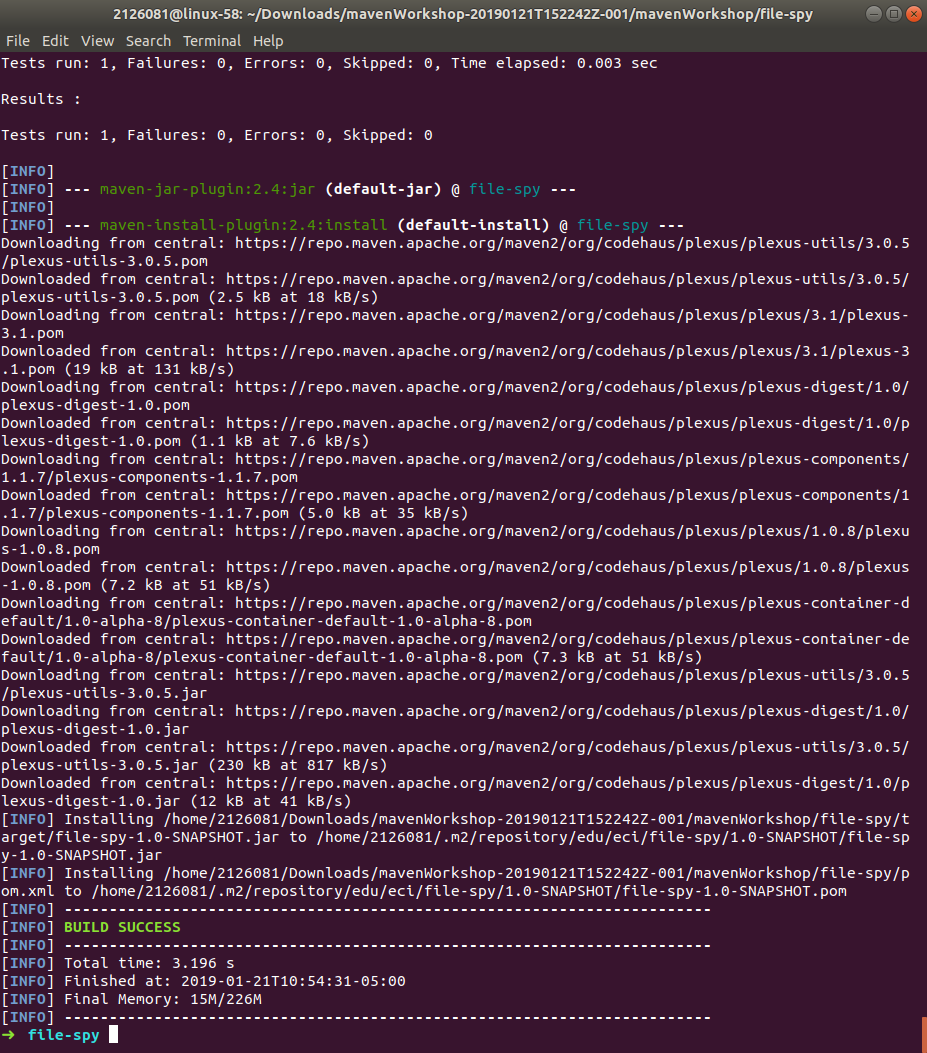 2126081@linux-58: ~/Downloads/mavenWorkshop-20190121T152242Z-001/mavenWorkshop/file-spy
File Edit View Search Terminal Help
Tests run: 1, Failures: 0, Errors: 0, Skipped: 0, Time elapsed: 0.003 sec
Results :
Tests run: 1, Failures: 0, Errors: 0, Skipped: 0
[INFO]
[INFO] --- maven-jar-plugin:2.4:jar (default-jar) @ file-spy ---
[INFO]
[INFO] --- maven-install-plugin:2.4:install (default-install) @ file-spy ---
Downloading from central: https://repo.maven.apache.org/maven2/org/codehaus/plexus/plexus-utils/3.0.5
/plexus-utils-3.0.5.pom
Downloaded from central: https://repo.maven.apache.org/maven2/org/codehaus/plexus/plexus-utils/3.0.5/
plexus-utils-3.0.5.pom (2.5 kB at 18 kB/s)
Downloading from central: https://repo.maven.apache.org/maven2/org/codehaus/plexus/plexus/3.1/plexus-
3.1.pom
Downloaded from central: https://repo.maven.apache.org/maven2/org/codehaus/plexus/plexus/3.1/plexus-3
.1.pom (19 kB at 131 kB/s)
Downloading from central: https://repo.maven.apache.org/maven2/org/codehaus/plexus/plexus-digest/1.0/
plexus-digest-1.0.pom
Downloaded from central: https://repo.maven.apache.org/maven2/org/codehaus/plexus/plexus-digest/1.0/p
lexus-digest-1.0.pom (1.1 kB at 7.6 kB/s)
Downloading from central: https://repo.maven.apache.org/maven2/org/codehaus/plexus/plexus-components/
1.1.7/plexus-components-1.1.7.pom
Downloaded from central: https://repo.maven.apache.org/maven2/org/codehaus/plexus/plexus-components/1
.1.7/plexus-components-1.1.7.pom (5.0 kB at 35 kB/s)
Downloading from central: https://repo.maven.apache.org/maven2/org/codehaus/plexus/plexus/1.0.8/plexu
s-1.0.8.pom
Downloaded from central: https://repo.maven.apache.org/maven2/org/codehaus/plexus/plexus/1.0.8/plexus
-1.0.8.pom (7.2 kB at 51 kB/s)
Downloading from central: https://repo.maven.apache.org/maven2/org/codehaus/plexus/plexus-container-d
efault/1.0-alpha-8/plexus-container-default-1.0-alpha-8.pom
Downloaded from central: https://repo.maven.apache.org/maven2/org/codehaus/plexus/plexus-container-de
fault/1.0-alpha-8/plexus-container-default-1.0-alpha-8.pom (7.3 kB at 51 kB/s)
Downloading from central: https://repo.maven.apache.org/maven2/org/codehaus/plexus/plexus-utils/3.0.5
/plexus-utils-3.0.5.jar
Downloading from central: https://repo.maven.apache.org/maven2/org/codehaus/plexus/plexus-digest/1.0/
plexus-digest-1.0.jar
Downloaded from central: https://repo.maven.apache.org/maven2/org/codehaus/plexus/plexus-utils/3.0.5/
plexus-utils-3.0.5.jar (230 kB at 817 kB/s)
Downloaded from central: https://repo.maven.apache.org/maven2/org/codehaus/plexus/plexus-digest/1.0/p
lexus-digest-1.0.jar (12 kB at 41 kB/s)
[INFO] Installing /home/2126081/Downloads/mavenWorkshop-20190121T152242Z-001/mavenWorkshop/file-spy/t
arget/file-spy-1.0-SNAPSHOT.jar to /home/2126081/.m2/repository/edu/eci/file-spy/1.0-SNAPSHOT/file-sp
y-1.0-SNAPSHOT.jar
[INFO] Installing /home/2126081/Downloads/mavenWorkshop-20190121T152242Z-001/mavenWorkshop/file-spy/p
om.xml to /home/2126081/.m2/repository/edu/eci/file-spy/1.0-SNAPSHOT/file-spy-1.0-SNAPSHOT.pom
[INFO] ------------------------------------------------------------------------
[INFO] BUILD SUCCESS
[INFO] ------------------------------------------------------------------------
[INFO] Total time: 3.196 s
[INFO] Finished at: 2019-01-21T10:54:31-05:00
[INFO] Final Memory: 15M/226M
[INFO] ------------------------------------------------------------------------
➜ file-spy